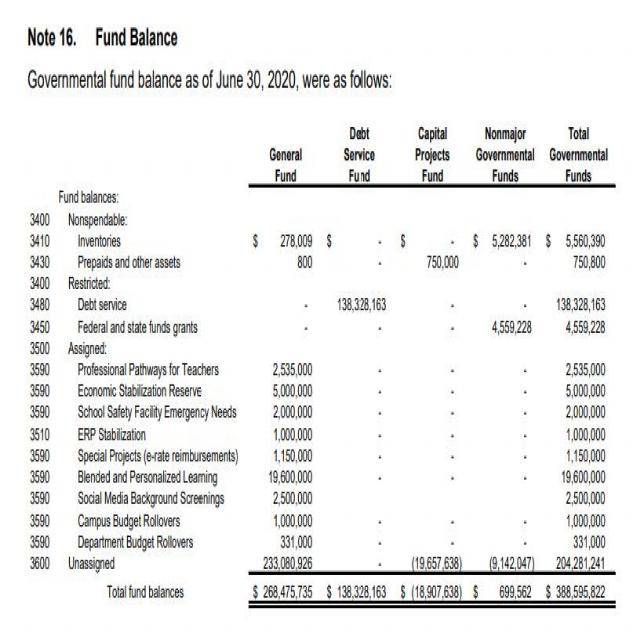 Note 16. Fund Balance
Governmental fund balance as of June 30, 2020, were as follows:
Debt Capital Nonmajor Total
General Service Projects Governmental Governmental
Fund Fund Fund Funds Funds
Fund balances:
3400 Nonspendable:
3410 Inventories $ 278,009 $ - $ - $ 5,282,381 $ 5,560,390
3430 Prepaids and other assets 800 - 750,000 - 750,800
3400 Restricted:
3480 Debt service - 138,328,163 - - 138,328,163
3450 Federal and state funds grants - - - 4,559,228 4,559,228
3500 Assigned:
3590 Professional Pathways for Teachers 2,535,000 - - - 2,535,000
3590 Economic Stabilization Reserve 5,000,000 - - - 5,000,000
3590 School Safety Facility Emergency Needs 2,000,000 - - - 2,000,000
3510 ERP Stabilization 1,000,000 - - - 1,000,000
3590 Special Projects (e-rate reimbursements) 1,150,000 - - - 1,150,000
3590 Blended and Personalized Learning 19,600,000 - - - 19,600,000
3590 Social Media Background Screenings 2,500,000 - - - 2,500,000
3590 Campus Budget Rollovers 1,000,000 - - - 1,000,000
3590 Department Budget Rollovers 331,000 - - - 331,000
3600 Unassigned 233,080,926 - (19,657,638) (9,142,047) 204,281,241
Total fund balances $ 268,475,735 $ 138,328,163 $ (18,907,638) $ 699,562 $ 388,595,822